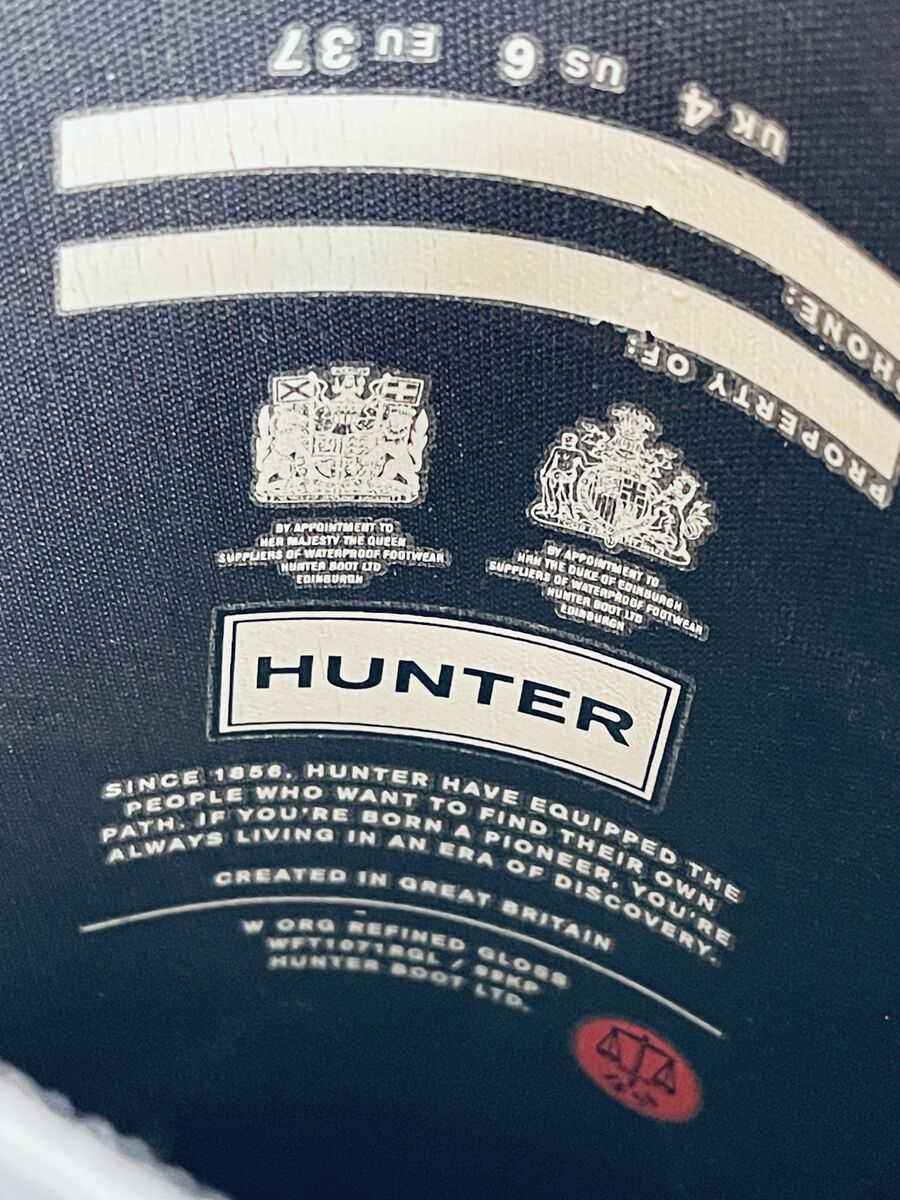 UK 4 US 6 EU 37
PHONE:
PROPERTY OF:
BY APPOINTMENT TO
HER MAJESTY THE QUEEN
SUPPLIERS OF WATERPROOF FOOTWEAR
HUNTER BOOT LTD
EDINBURGH
BY APPOINTMENT TO
HRH THE DUKE OF EDINBURGH
SUPPLIERS OF WATERPROOF FOOTWEAR
HUNTER BOOT LTD
EDINBURGH
HUNTER
SINCE 1856, HUNTER HAVE EQUIPPED THE
PEOPLE WHO WANT TO FIND THEIR OWN
PATH. IF YOU'RE BORN A PIONEER, YOU'RE
ALWAYS LIVING IN AN ERA OF DISCOVERY.
CREATED IN GREAT BRITAIN
W ORG REFINED GLOSS
WFT1071RGL /
HUNTER BOOT LTD.